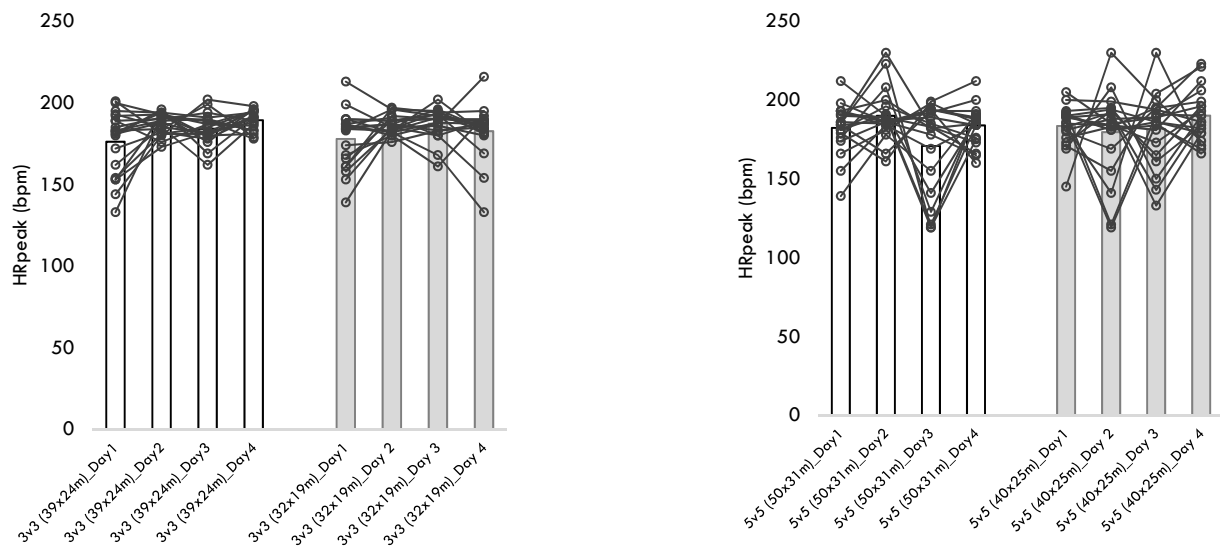 250
200
150
100
50
0
HRpeak (bpm)
3v3 (39x24m)_Day1
3v3 (39x24m)_Day2
3v3 (39x24m)_Day3
3v3 (39x24m)_Day4
3v3 (32x19m)_Day1
3v3 (32x19m)_Day 2
3v3 (32x19m)_Day 3
3v3 (32x19m)_Day 4
250
200
150
100
50
0
HRpeak (bpm)
5v5 (50x31m)_Day1
5v5 (50x31m)_Day2
5v5 (50x31m)_Day3
5v5 (50x31m)_Day4
5v5 (40x25m)_Day1
5v5 (40x25m)_Day 2
5v5 (40x25m)_Day 3
5v5 (40x25m)_Day 4